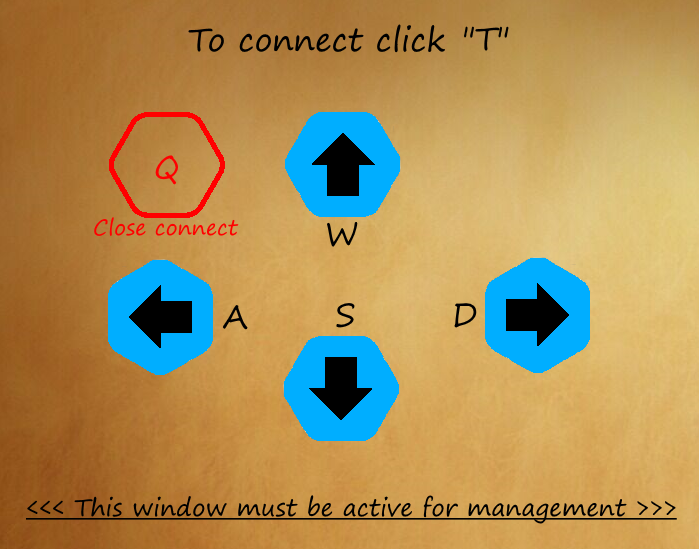 To connect click "T"
Q
Close connect
W
A
S
D
<<< This window must be active for management >>>